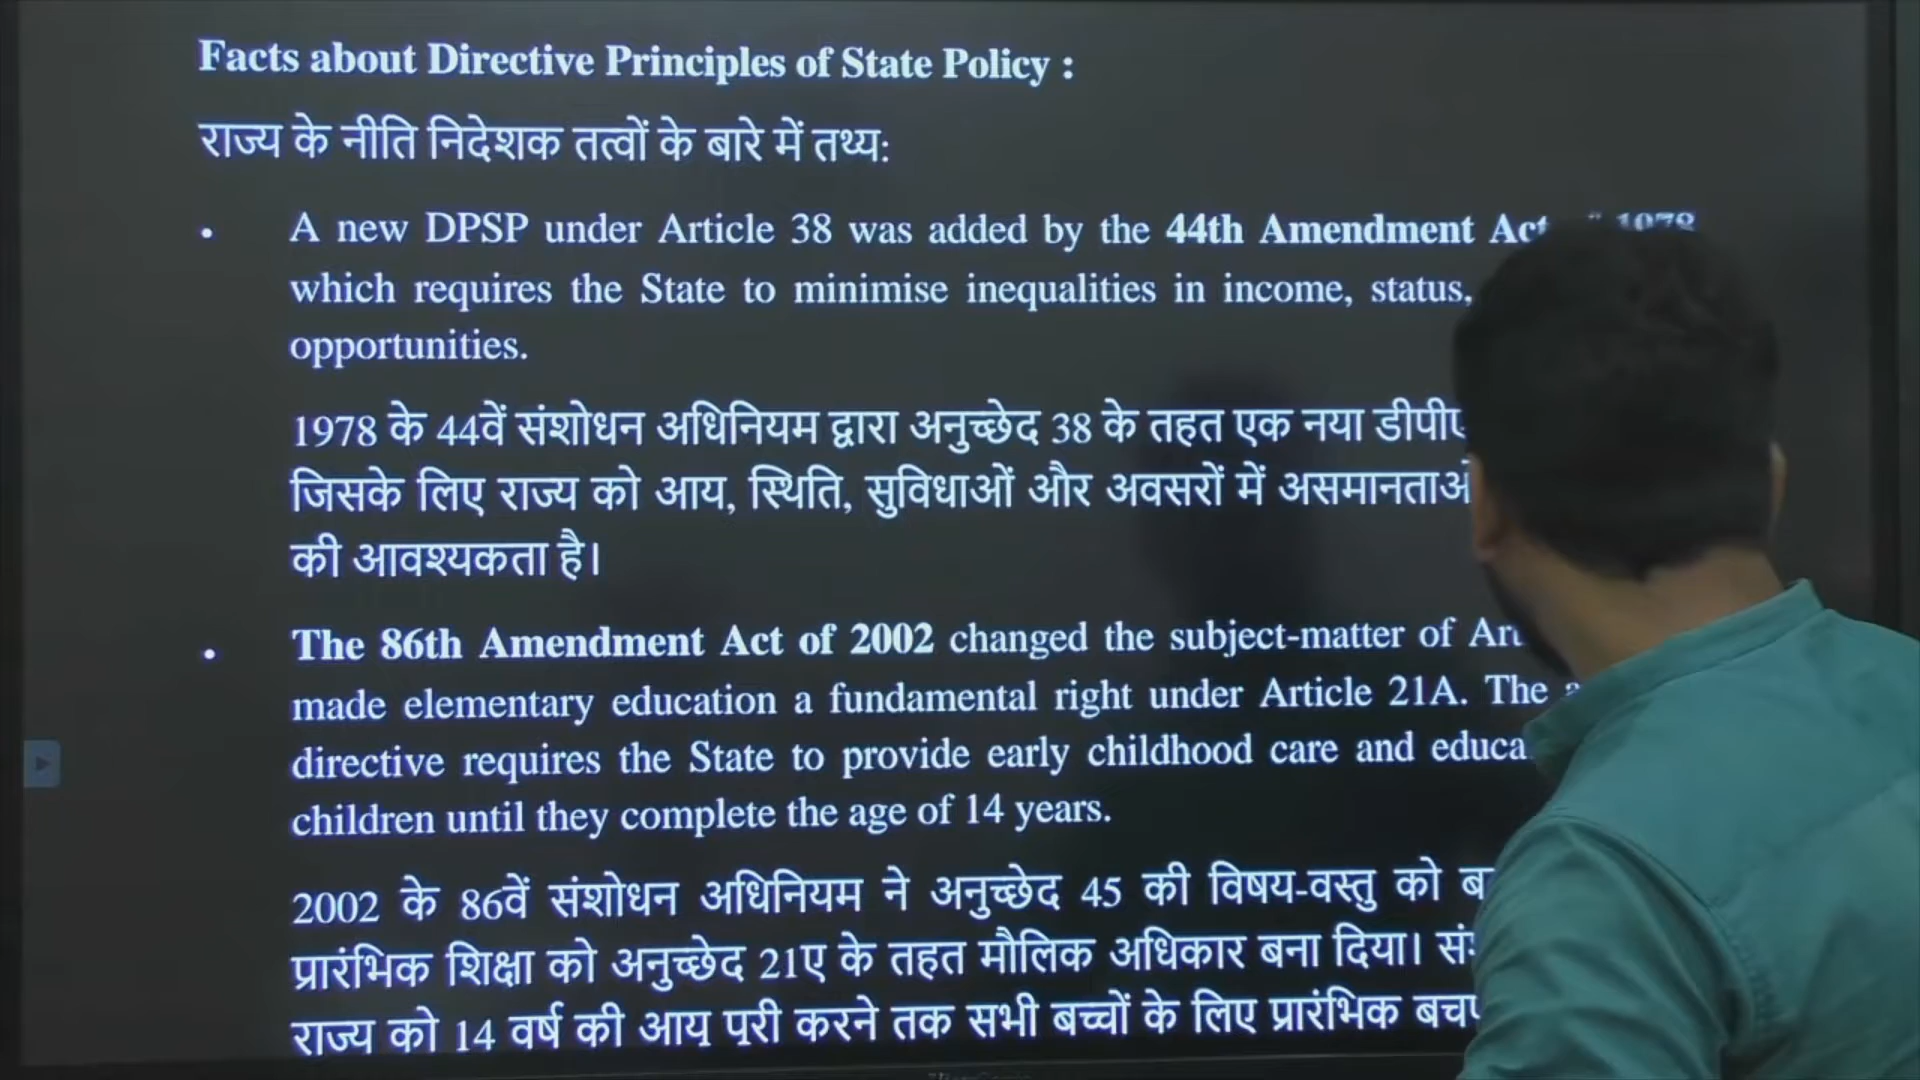 Facts about Directive Principles of State Policy :
राज्य के नीति निदेशक तत्वों के बारे में तथ्य:
• A new DPSP under Article 38 was added by the 44th Amendment Act 1978
which requires the State to minimise inequalities in income, status,
opportunities.
1978 के 44वें संशोधन अधिनियम द्वारा अनुच्छेद 38 के तहत एक नया
जिसके लिए राज्य को आय, स्थिति, सुविधाओं और अवसरों में
की आवश्यकता है।
• The 86th Amendment Act of 2002 changed the subject-matter of
made elementary education a fundamental right under Article 21A. The
directive requires the State to provide early childhood care and
children until they complete the age of 14 years.
2002 के 86वें संशोधन अधिनियम ने अनुच्छेद 45 की विषय-वस्तु को
प्रारंभिक शिक्षा को अनुच्छेद 21ए के तहत मौलिक अधिकार बना दिया।
राज्य को 14 वर्ष की आयु पूरी करने तक सभी बच्चों के लिए प्रारंभिक